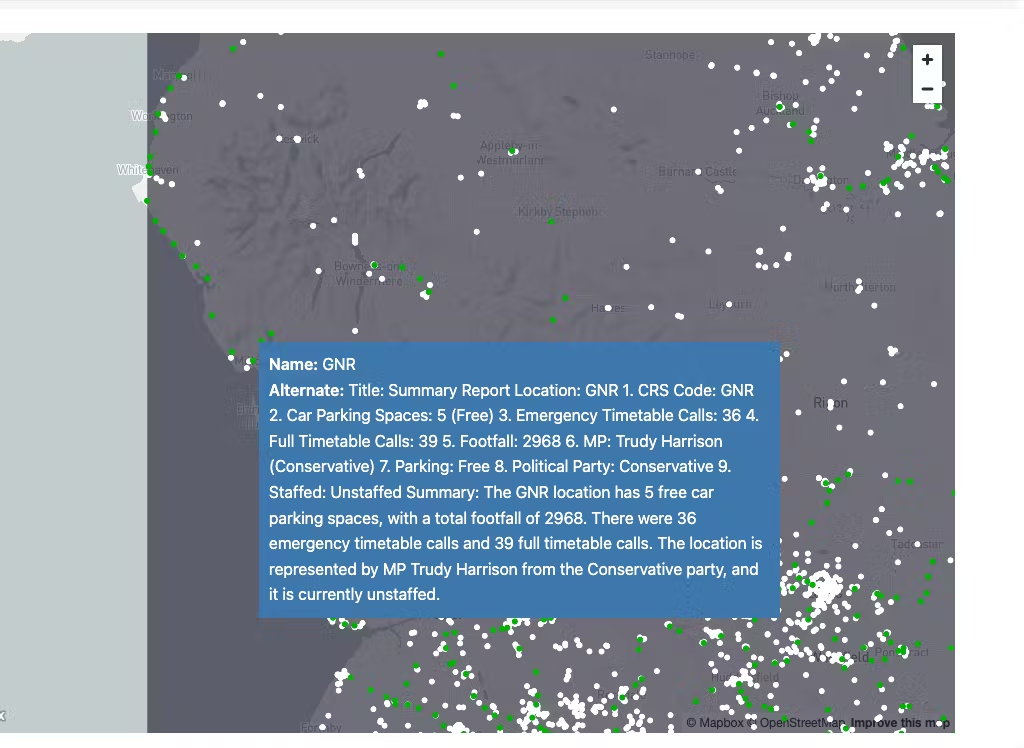 Stanhope
+
−
Bishop
Auckland
Keswick
Appleby-in-
Westmorland
Barnard Castle
Whitehaven
Kirkby Stephen
Bowness-on-
Windermere
Northallerton
Hawes
Leyburn
Name: GNR
Alternate: Title: Summary Report Location: GNR 1. CRS Code: GNR
2. Car Parking Spaces: 5 (Free) 3. Emergency Timetable Calls: 36 4.
Full Timetable Calls: 39 5. Footfall: 2968 6. MP: Trudy Harrison
(Conservative) 7. Parking: Free 8. Political Party: Conservative 9.
Staffed: Unstaffed Summary: The GNR location has 5 free car
parking spaces, with a total footfall of 2968. There were 36
emergency timetable calls and 39 full timetable calls. The location is
represented by MP Trudy Harrison from the Conservative party, and
it is currently unstaffed.
Ripon
Tadcaster
Pontefract
Formby
© Mapbox © OpenStreetMap Improve this map